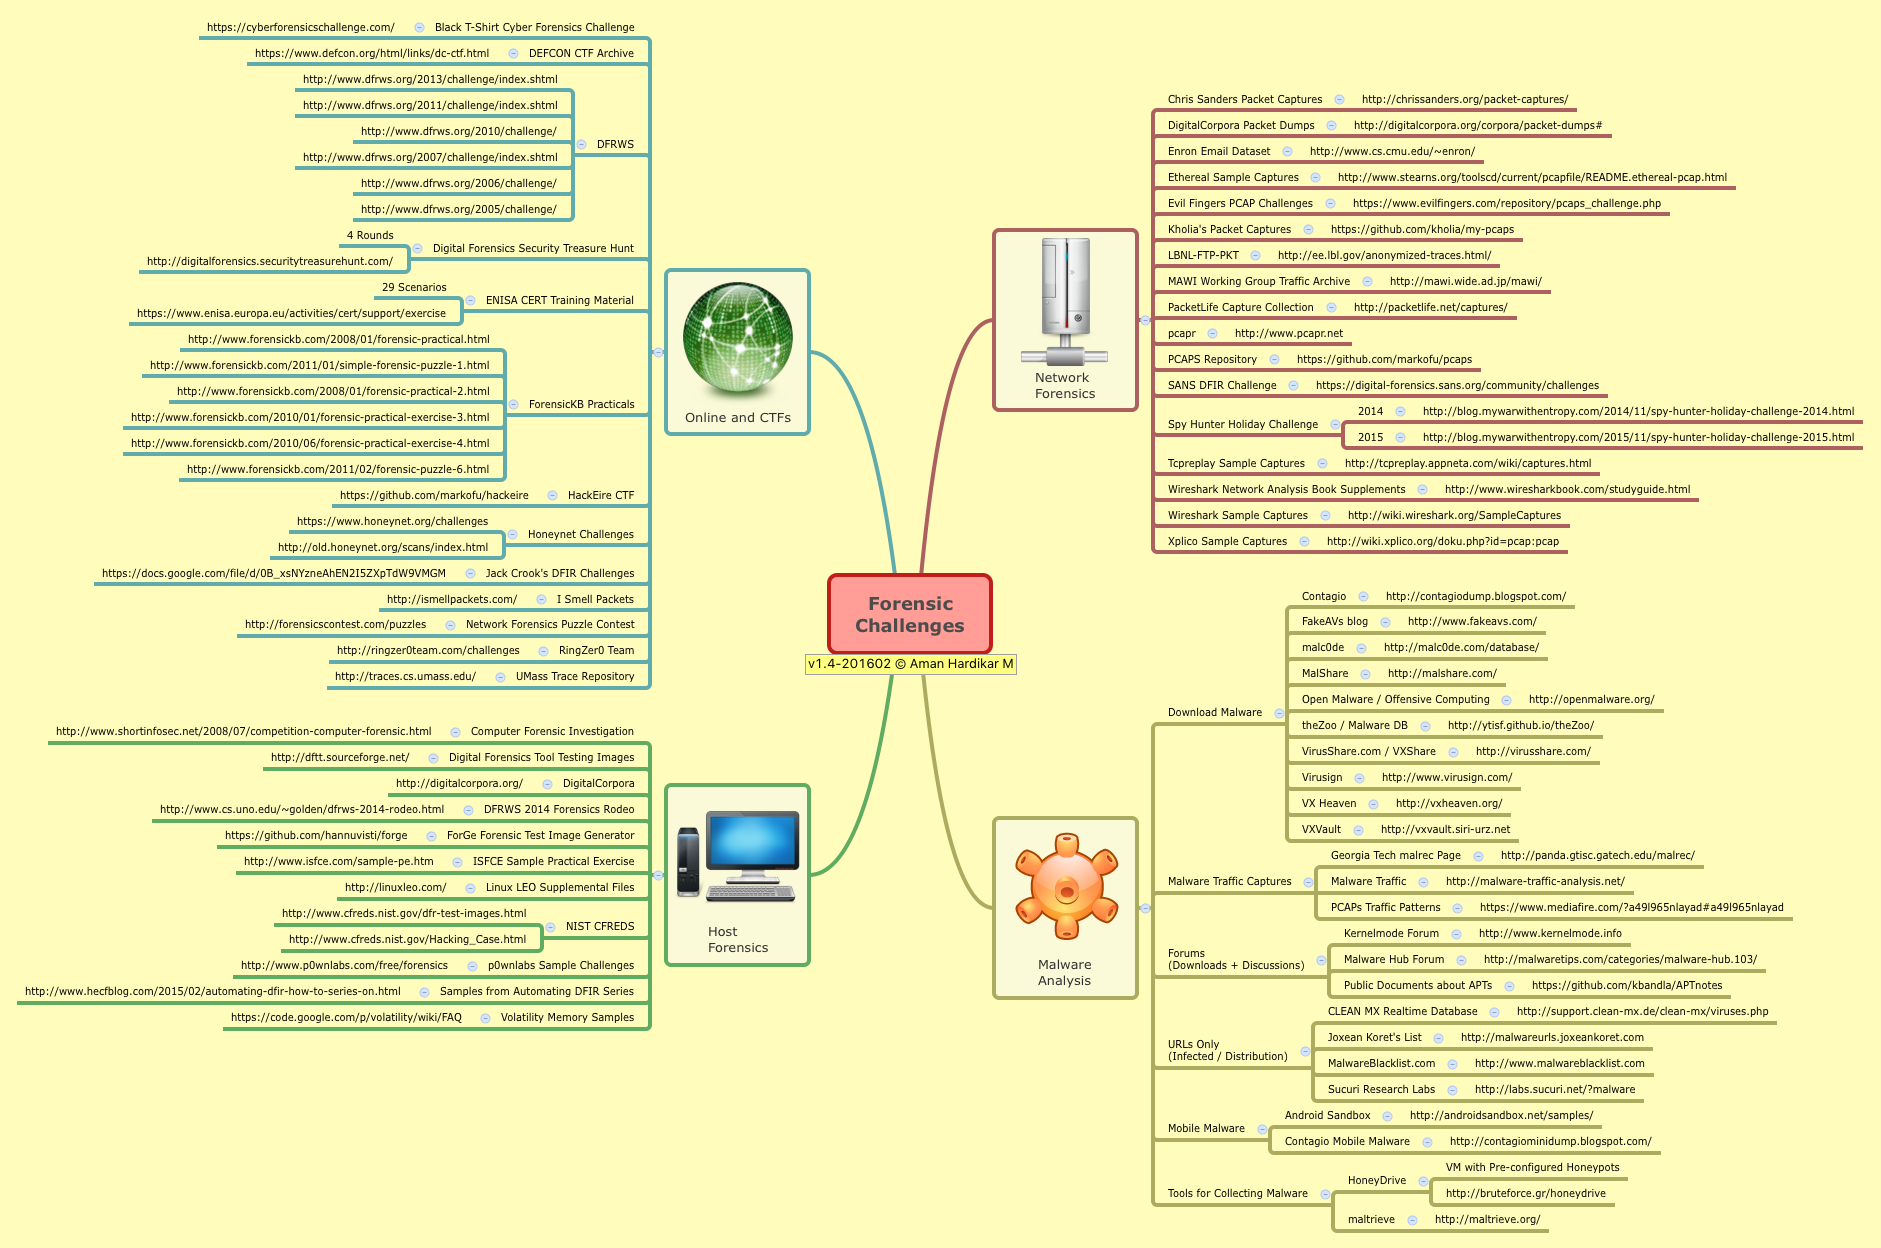 Forensic
Challenges
v1.4-201602 © Aman Hardikar M
Online and CTFs
https://cyberforensicschallenge.com/ Black T-Shirt Cyber Forensics Challenge
https://www.defcon.org/html/links/dc-ctf.html DEFCON CTF Archive
http://www.dfrws.org/2013/challenge/index.shtml
http://www.dfrws.org/2011/challenge/index.shtml
http://www.dfrws.org/2010/challenge/
DFRWS
http://www.dfrws.org/2007/challenge/index.shtml
http://www.dfrws.org/2006/challenge/
http://www.dfrws.org/2005/challenge/
4 Rounds
Digital Forensics Security Treasure Hunt
http://digitalforensics.securitytreasurehunt.com/
29 Scenarios
ENISA CERT Training Material
https://www.enisa.europa.eu/activities/cert/support/exercise
http://www.forensickb.com/2008/01/forensic-practical.html
http://www.forensickb.com/2011/01/simple-forensic-puzzle-1.html
http://www.forensickb.com/2008/01/forensic-practical-2.html
ForensicKB Practicals
http://www.forensickb.com/2010/01/forensic-practical-exercise-3.html
http://www.forensickb.com/2010/06/forensic-practical-exercise-4.html
http://www.forensickb.com/2011/02/forensic-puzzle-6.html
https://github.com/markofu/hackeire HackEire CTF
https://www.honeynet.org/challenges
Honeynet Challenges
http://old.honeynet.org/scans/index.html
https://docs.google.com/file/d/0B_xsNYzneAhEN2I5ZXpTdW9VMGM Jack Crook's DFIR Challenges
http://ismellpackets.com/ I Smell Packets
http://forensicscontest.com/puzzles Network Forensics Puzzle Contest
http://ringzer0team.com/challenges RingZer0 Team
http://traces.cs.umass.edu/ UMass Trace Repository
Host
Forensics
http://www.shortinfosec.net/2008/07/competition-computer-forensic.html Computer Forensic Investigation
http://dftt.sourceforge.net/ Digital Forensics Tool Testing Images
http://digitalcorpora.org/ DigitalCorpora
http://www.cs.uno.edu/~golden/dfrws-2014-rodeo.html DFRWS 2014 Forensics Rodeo
https://github.com/hannuvisti/forge ForGe Forensic Test Image Generator
http://www.isfce.com/sample-pe.htm ISFCE Sample Practical Exercise
http://linuxleo.com/ Linux LEO Supplemental Files
http://www.cfreds.nist.gov/dfr-test-images.html
NIST CFREDS
http://www.cfreds.nist.gov/Hacking_Case.html
http://www.p0wnlabs.com/free/forensics p0wnlabs Sample Challenges
http://www.hecfblog.com/2015/02/automating-dfir-how-to-series-on.html Samples from Automating DFIR Series
https://code.google.com/p/volatility/wiki/FAQ Volatility Memory Samples
Network
Forensics
Chris Sanders Packet Captures http://chrissanders.org/packet-captures/
DigitalCorpora Packet Dumps http://digitalcorpora.org/corpora/packet-dumps#
Enron Email Dataset http://www.cs.cmu.edu/~enron/
Ethereal Sample Captures http://www.stearns.org/toolscd/current/pcapfile/README.ethereal-pcap.html
Evil Fingers PCAP Challenges https://www.evilfingers.com/repository/pcaps_challenge.php
Kholia's Packet Captures https://github.com/kholia/my-pcaps
LBNL-FTP-PKT http://ee.lbl.gov/anonymized-traces.html/
MAWI Working Group Traffic Archive http://mawi.wide.ad.jp/mawi/
PacketLife Capture Collection http://packetlife.net/captures/
pcapr http://www.pcapr.net
PCAPS Repository https://github.com/markofu/pcaps
SANS DFIR Challenge https://digital-forensics.sans.org/community/challenges
2014 http://blog.mywarwithentropy.com/2014/11/spy-hunter-holiday-challenge-2014.html
Spy Hunter Holiday Challenge
2015 http://blog.mywarwithentropy.com/2015/11/spy-hunter-holiday-challenge-2015.html
Tcpreplay Sample Captures http://tcpreplay.appneta.com/wiki/captures.html
Wireshark Network Analysis Book Supplements http://www.wiresharkbook.com/studyguide.html
Wireshark Sample Captures http://wiki.wireshark.org/SampleCaptures
Xplico Sample Captures http://wiki.xplico.org/doku.php?id=pcap:pcap
Malware
Analysis
Download Malware
Contagio http://contagiodump.blogspot.com/
FakeAVs blog http://www.fakeavs.com/
malc0de http://malc0de.com/database/
MalShare http://malshare.com/
Open Malware / Offensive Computing http://openmalware.org/
theZoo / Malware DB http://ytisf.github.io/theZoo/
VirusShare.com / VXShare http://virusshare.com/
Virusign http://www.virusign.com/
VX Heaven http://vxheaven.org/
VXVault http://vxvault.siri-urz.net
Malware Traffic Captures
Georgia Tech malrec Page http://panda.gtisc.gatech.edu/malrec/
Malware Traffic http://malware-traffic-analysis.net/
PCAPs Traffic Patterns https://www.mediafire.com/?a49l965nlayad#a49l965nlayad
Forums
(Downloads + Discussions)
Kernelmode Forum http://www.kernelmode.info
Malware Hub Forum http://malwaretips.com/categories/malware-hub.103/
Public Documents about APTs https://github.com/kbandla/APTnotes
URLs Only
(Infected / Distribution)
CLEAN MX Realtime Database http://support.clean-mx.de/clean-mx/viruses.php
Joxean Koret's List http://malwareurls.joxeankoret.com
MalwareBlacklist.com http://www.malwareblacklist.com
Sucuri Research Labs http://labs.sucuri.net/?malware
Mobile Malware
Android Sandbox http://androidsandbox.net/samples/
Contagio Mobile Malware http://contagiominidump.blogspot.com/
Tools for Collecting Malware
HoneyDrive
VM with Pre-configured Honeypots
http://bruteforce.gr/honeydrive
maltrieve http://maltrieve.org/